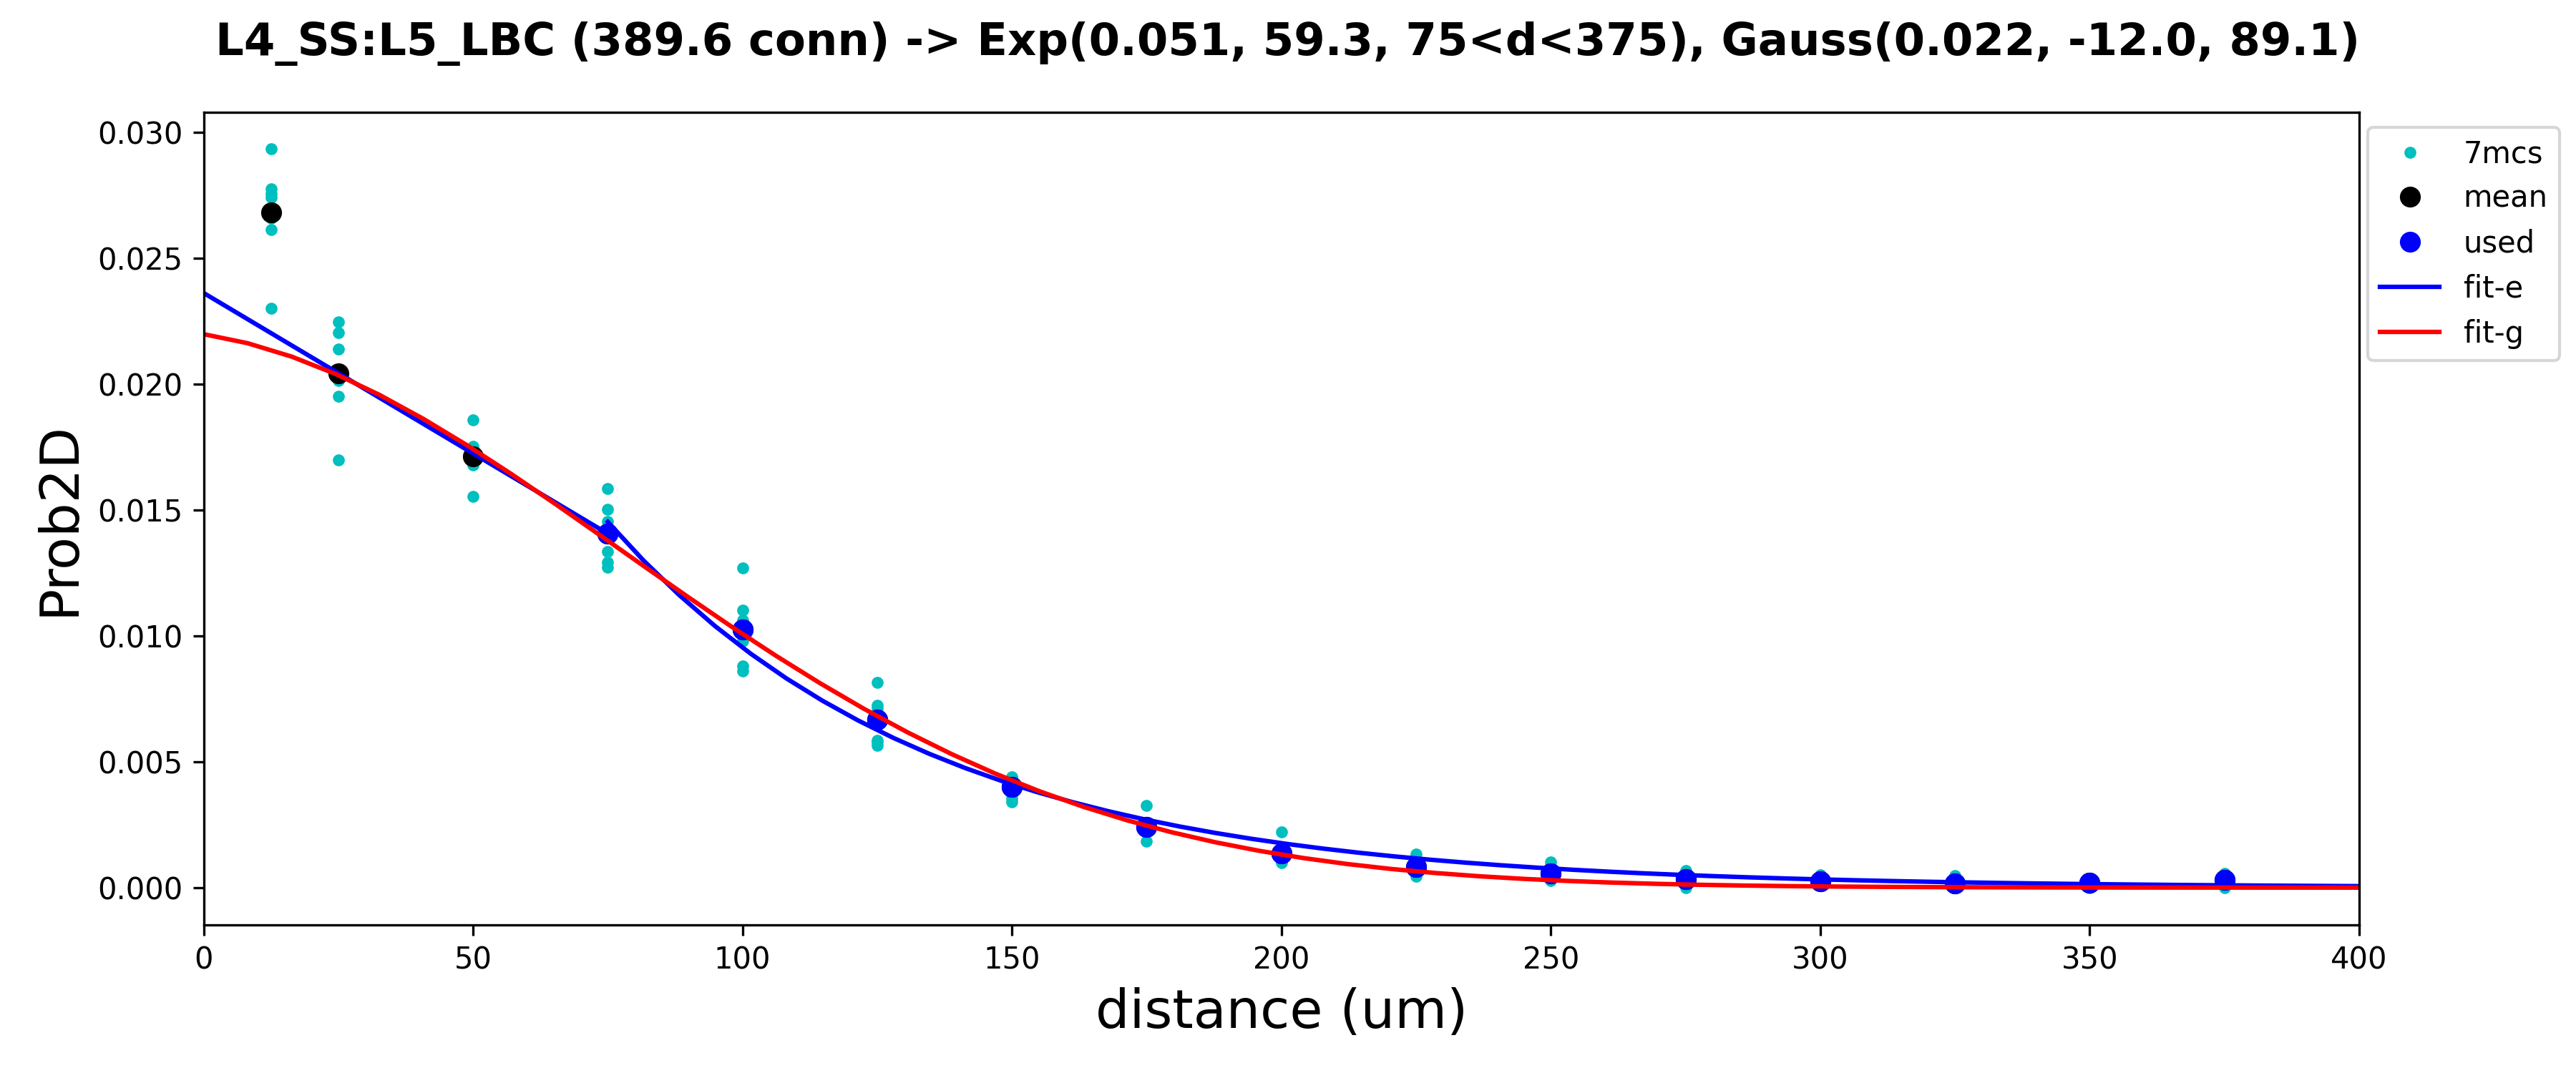 L4_SS:L5_LBC (389.6 conn) -> Exp(0.051, 59.3, 75<d<375), Gauss(0.022, -12.0, 89.1)
0.030
0.025
0.020
0.015
0.010
0.005
0.000
Prob2D
0 50 100 150 200 250 300 350 400
distance (um)
7mcs
mean
used
fit-e
fit-g